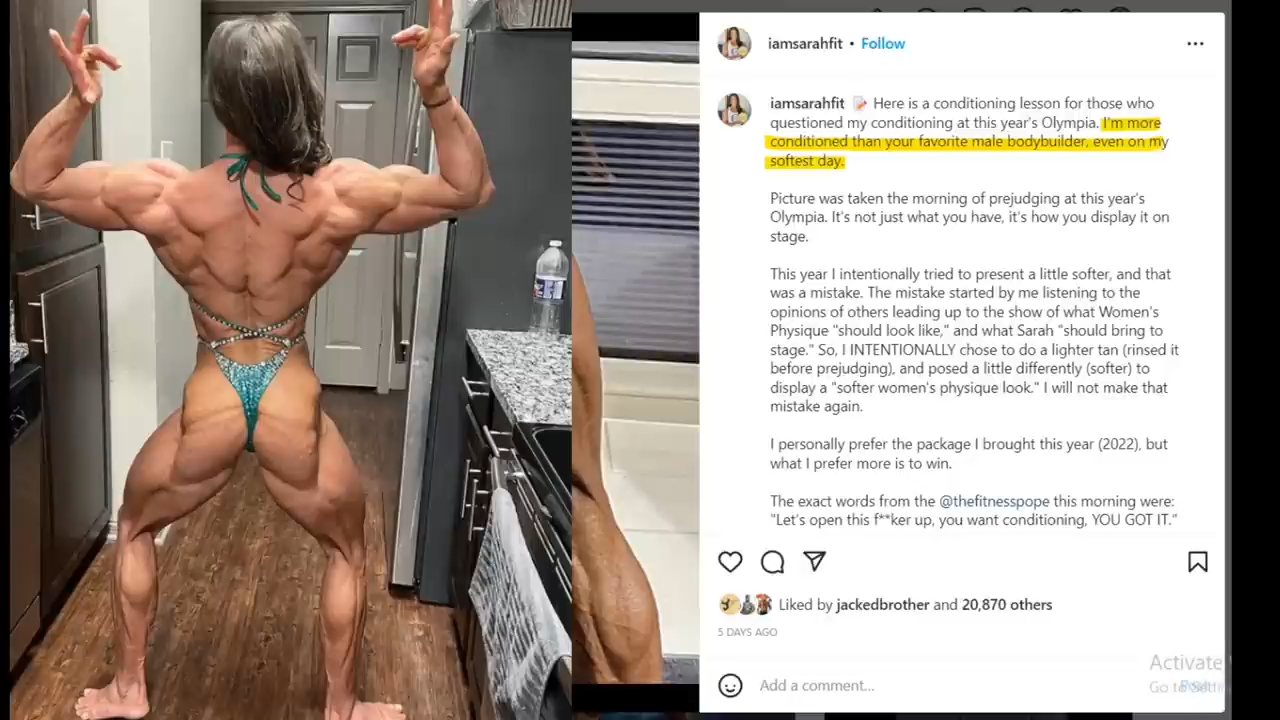 iamsarahfit • Follow
iamsarahfit 📝 Here is a conditioning lesson for those who
questioned my conditioning at this year's Olympia. I'm more
conditioned than your favorite male bodybuilder, even on my
softest day.
Picture was taken the morning of prejudging at this year's
Olympia. It's not just what you have, it's how you display it on
stage.
This year I intentionally tried to present a little softer, and that
was a mistake. The mistake started by me listening to the
opinions of others leading up to the show of what Women's
Physique "should look like," and what Sarah "should bring to
stage." So, I INTENTIONALLY chose to do a lighter tan (rinsed it
before prejudging), and posed a little differently (softer) to
display a "softer women's physique look." I will not make that
mistake again.
I personally prefer the package I brought this year (2022), but
what I prefer more is to win.
The exact words from the @thefitnesspope this morning were:
"Let's open this f**ker up, you want conditioning, YOU GOT IT."
Liked by jackedbrother and 20,870 others
5 DAYS AGO
Add a comment...
Activate
Go to